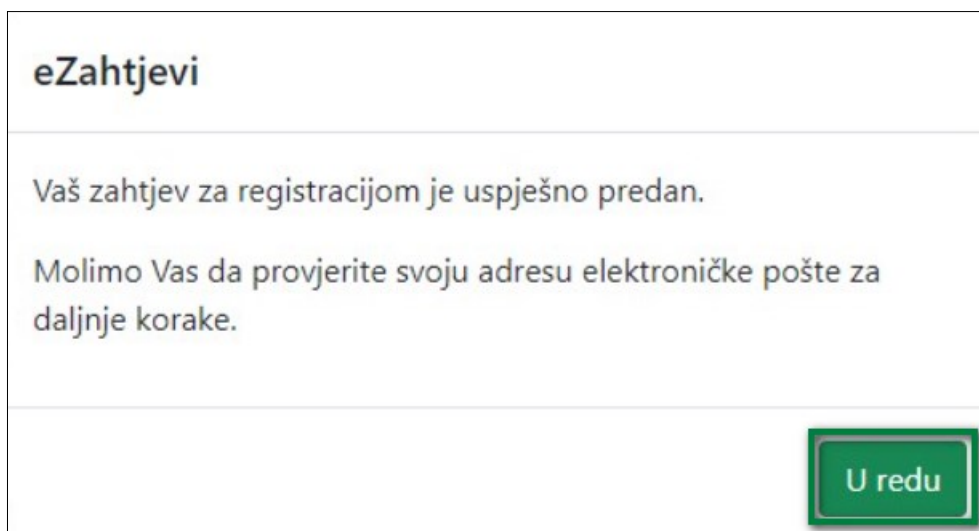 eZahtjevi
Vaš zahtjev za registracijom je uspješno predan.
Molimo Vas da provjerite svoju adresu elektroničke pošte za
daljnje korake.
U redu